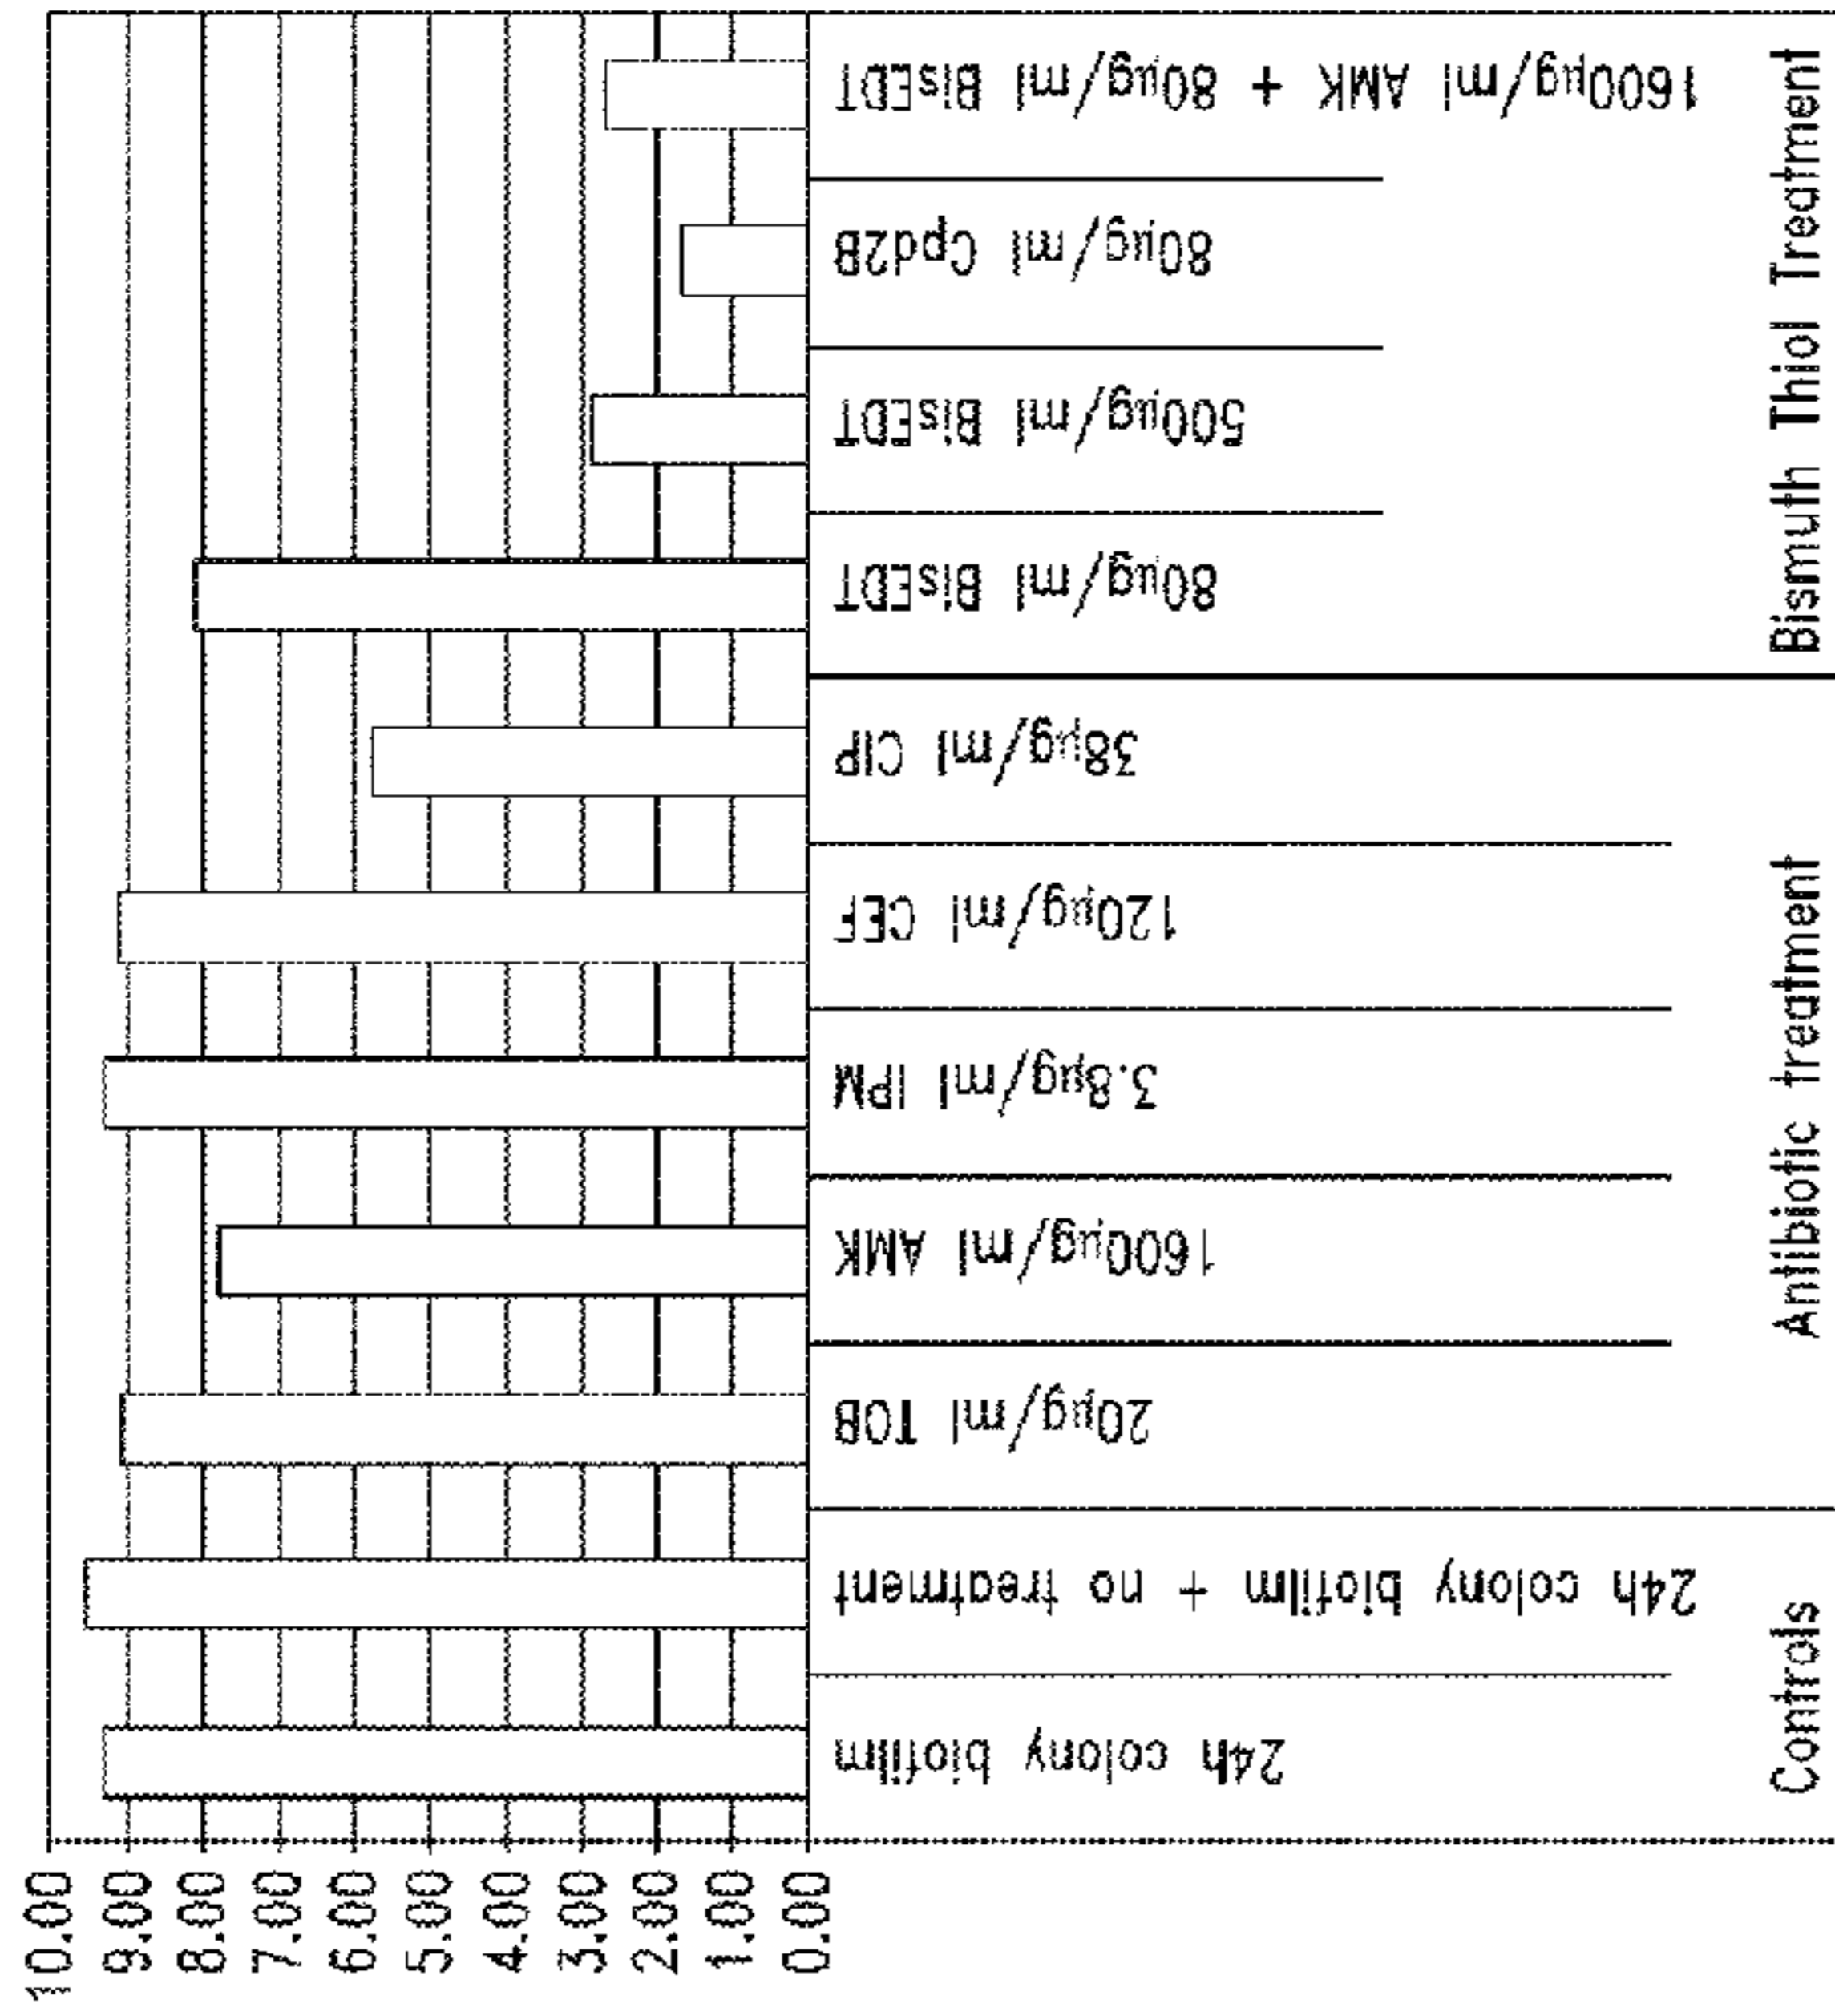 10.00
9.00
8.00
7.00
6.00
5.00
4.00
3.00
2.00
1.00
0.00
24h colony biofilm
24h colony biofilm + no treatment
20µg/ml TOB
1600µg/ml AMK
3.8µg/ml IPM
120µg/ml CEF
38µg/ml CIP
80µg/ml BisEDT
500µg/ml BisEDT
80µg/ml Cpd2B
1600µg/ml AMK + 80µg/ml BisEDT
Controls
Antibiotic treatment
Bismuth Thiol Treatment